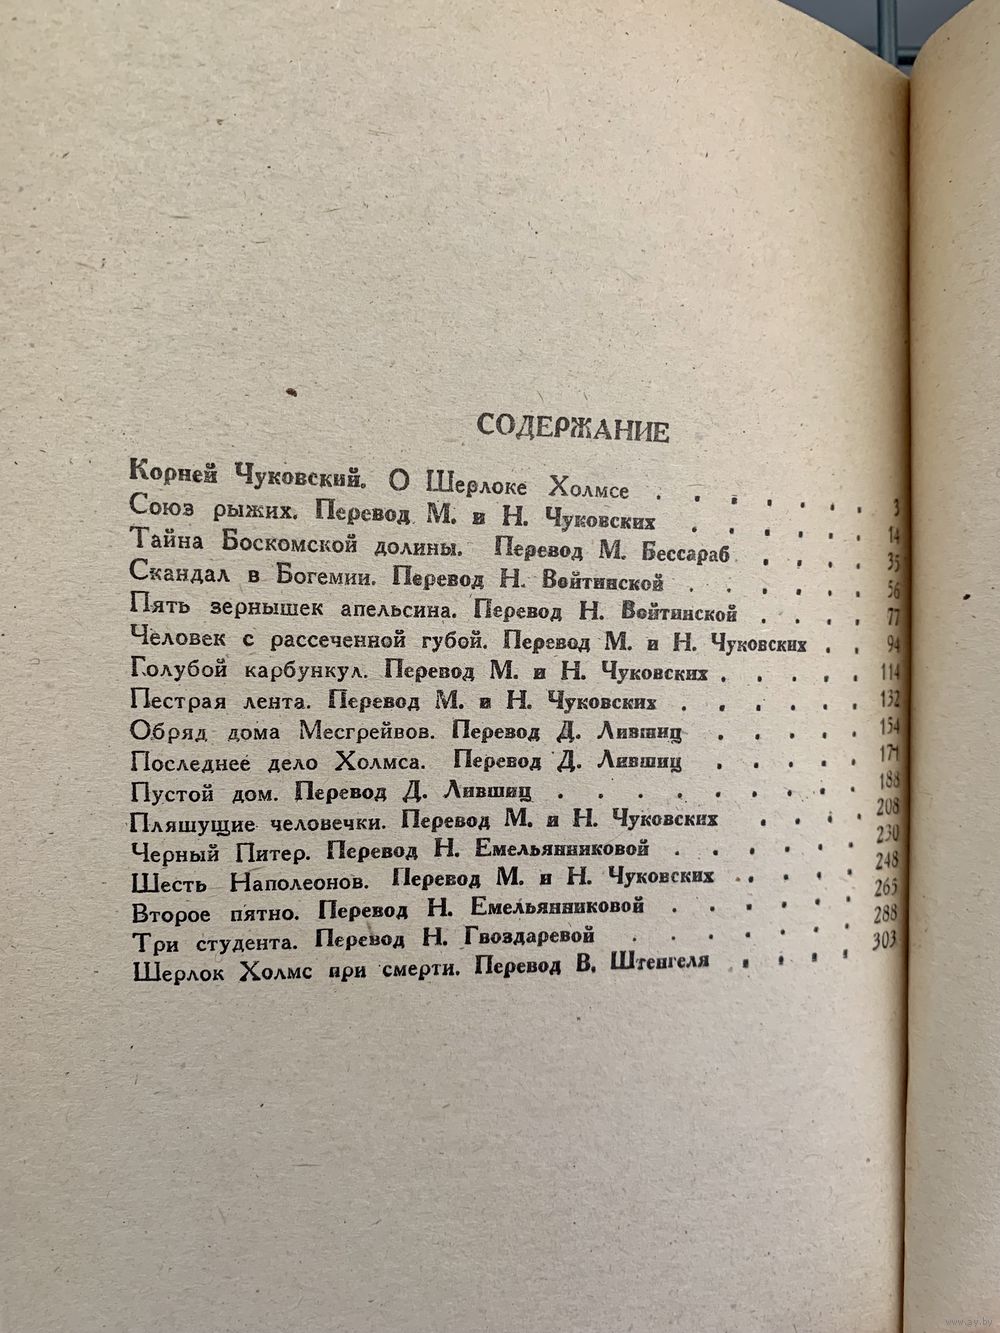 СОДЕРЖАНИЕ
Корней Чуковский. О Шерлоке Холмсе . . . . . . . 3
Союз рыжих. Перевод М. и Н. Чуковских . . . . . . 14
Тайна Боскомской долины. Перевод М. Бессараб . . . . 35
Скандал в Богемии. Перевод Н. Войтинской . . . . . . 56
Пять зернышек апельсина. Перевод Н. Войтинской . . . . 77
Человек с рассеченной губой. Перевод М. и Н. Чуковских . . 94
Голубой карбункул. Перевод М. и Н. Чуковских . . . . . 114
Пестрая лента. Перевод М. и Н. Чуковских . . . . . . 132
Обряд дома Месгрейвов. Перевод Д. Лившиц . . . . . 154
Последнее дело Холмса. Перевод Д. Лившиц . . . . . 171
Пустой дом. Перевод Д. Лившиц . . . . . . . . . 188
Пляшущие человечки. Перевод М. и Н. Чуковских . . . . 208
Черный Питер. Перевод Н. Емельянниковой . . . . . . 230
Шесть Наполеонов. Перевод М. и Н. Чуковских . . . . . 248
Второе пятно. Перевод Н. Емельянниковой . . . . . . 265
Три студента. Перевод Н. Гвоздаревой . . . . . . 288
Шерлок Холмс при смерти. Перевод В. Штенгеля . . . . 303
www.ay.by